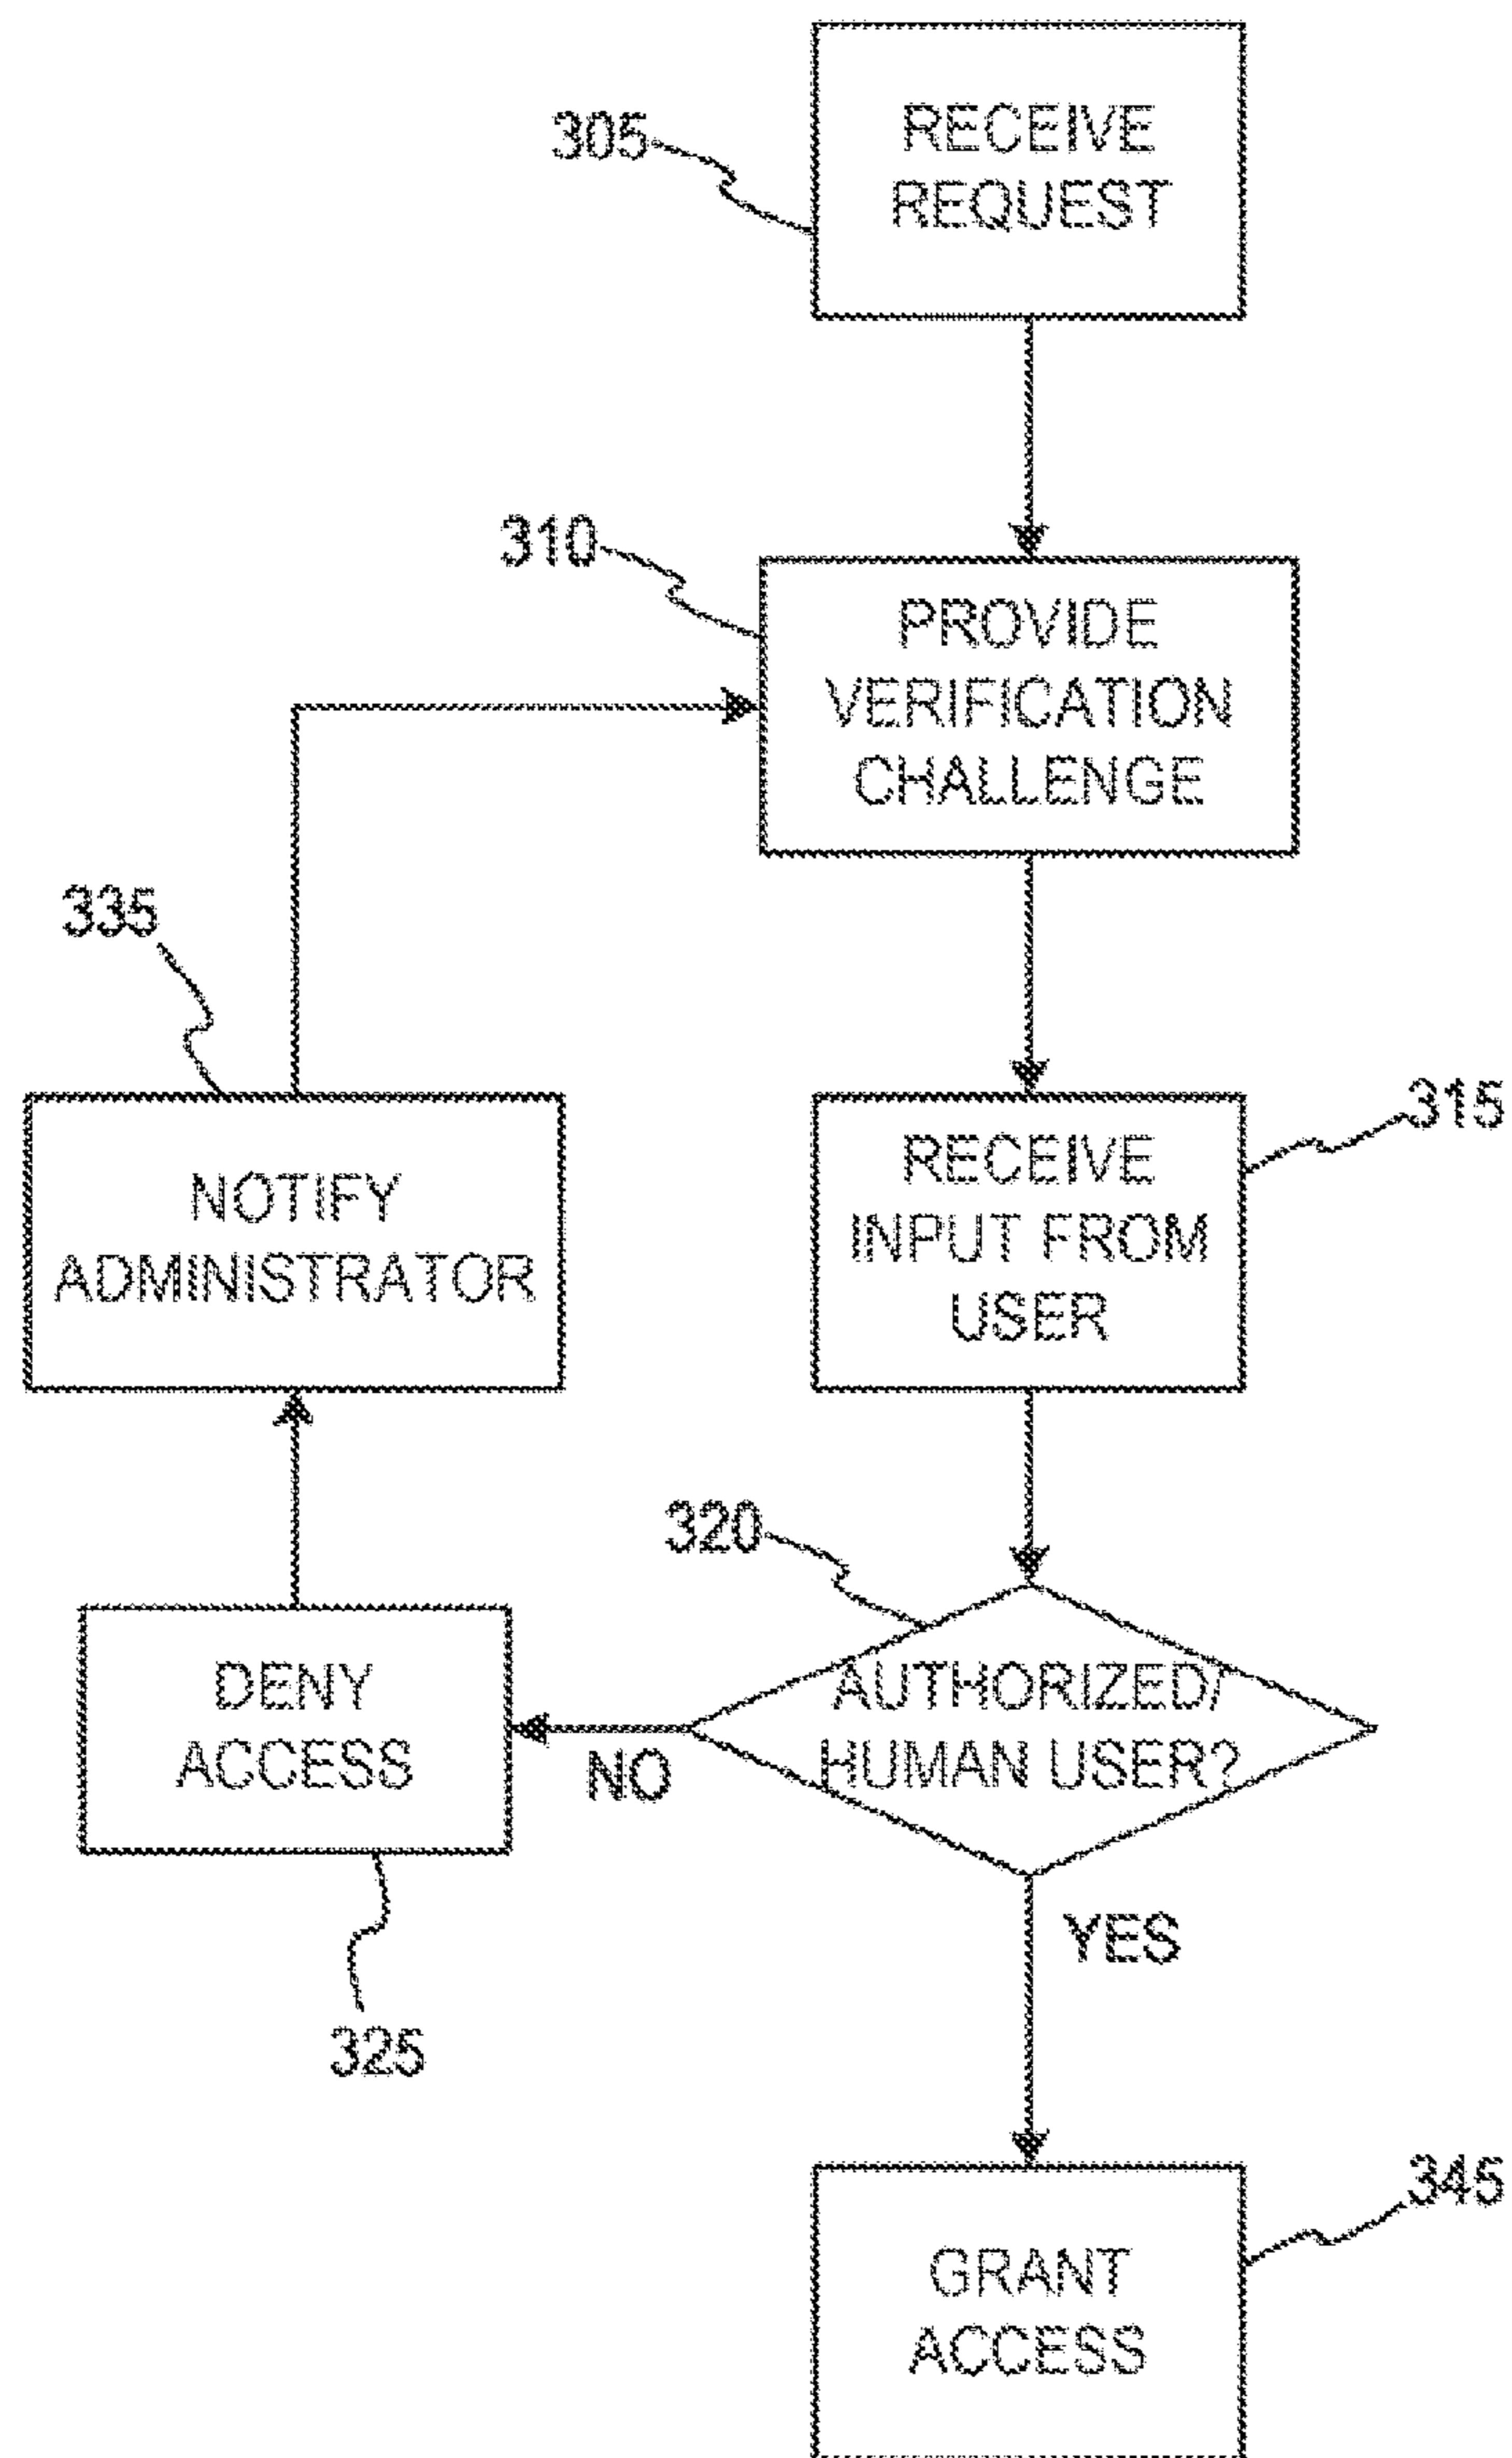 305
RECEIVE
REQUEST
310
PROVIDE
VERIFICATION
CHALLENGE
335
NOTIFY
ADMINISTRATOR
315
RECEIVE
INPUT FROM
USER
320
AUTHORIZED/
HUMAN USER?
NO
DENY
ACCESS
325
YES
345
GRANT
ACCESS